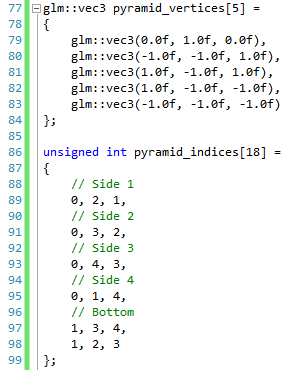 77 glm::vec3 pyramid_vertices[5] =
78 {
79     glm::vec3(0.0f, 1.0f, 0.0f),
80     glm::vec3(-1.0f, -1.0f, 1.0f),
81     glm::vec3(1.0f, -1.0f, 1.0f),
82     glm::vec3(1.0f, -1.0f, -1.0f),
83     glm::vec3(-1.0f, -1.0f, -1.0f)
84 };
85
86 unsigned int pyramid_indices[18] =
87 {
88     // Side 1
89     0, 2, 1,
90     // Side 2
91     0, 3, 2,
92     // Side 3
93     0, 4, 3,
94     // Side 4
95     0, 1, 4,
96     // Bottom
97     1, 3, 4,
98     1, 2, 3
99 };